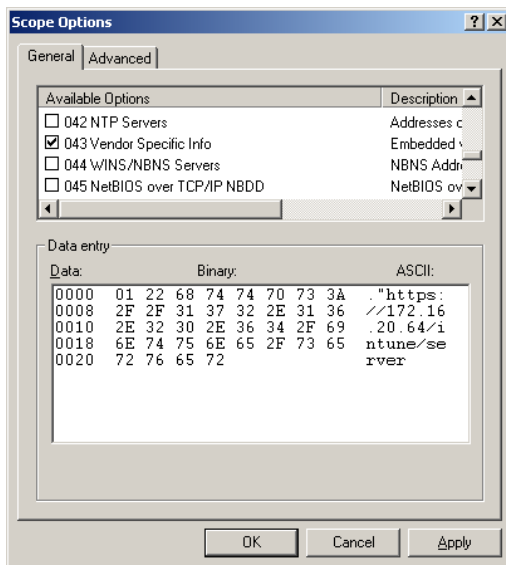 Scope Options
General Advanced
Available Options Description
042 NTP Servers Addresses c
043 Vendor Specific Info Embedded v
044 WINS/NBNS Servers NBNS Addr
045 NetBIOS over TCP/IP NBDD NetBIOS ov
Data entry
Data: Binary: ASCII:
0000 01 22 68 74 74 70 73 3A ."https:
0008 2F 2F 31 37 32 2E 31 36 //172.16
0010 2E 32 30 2E 36 34 2F 69 .20.64/i
0018 6E 74 75 6E 65 2F 73 65 ntune/se
0020 72 76 65 72 rver
OK Cancel Apply